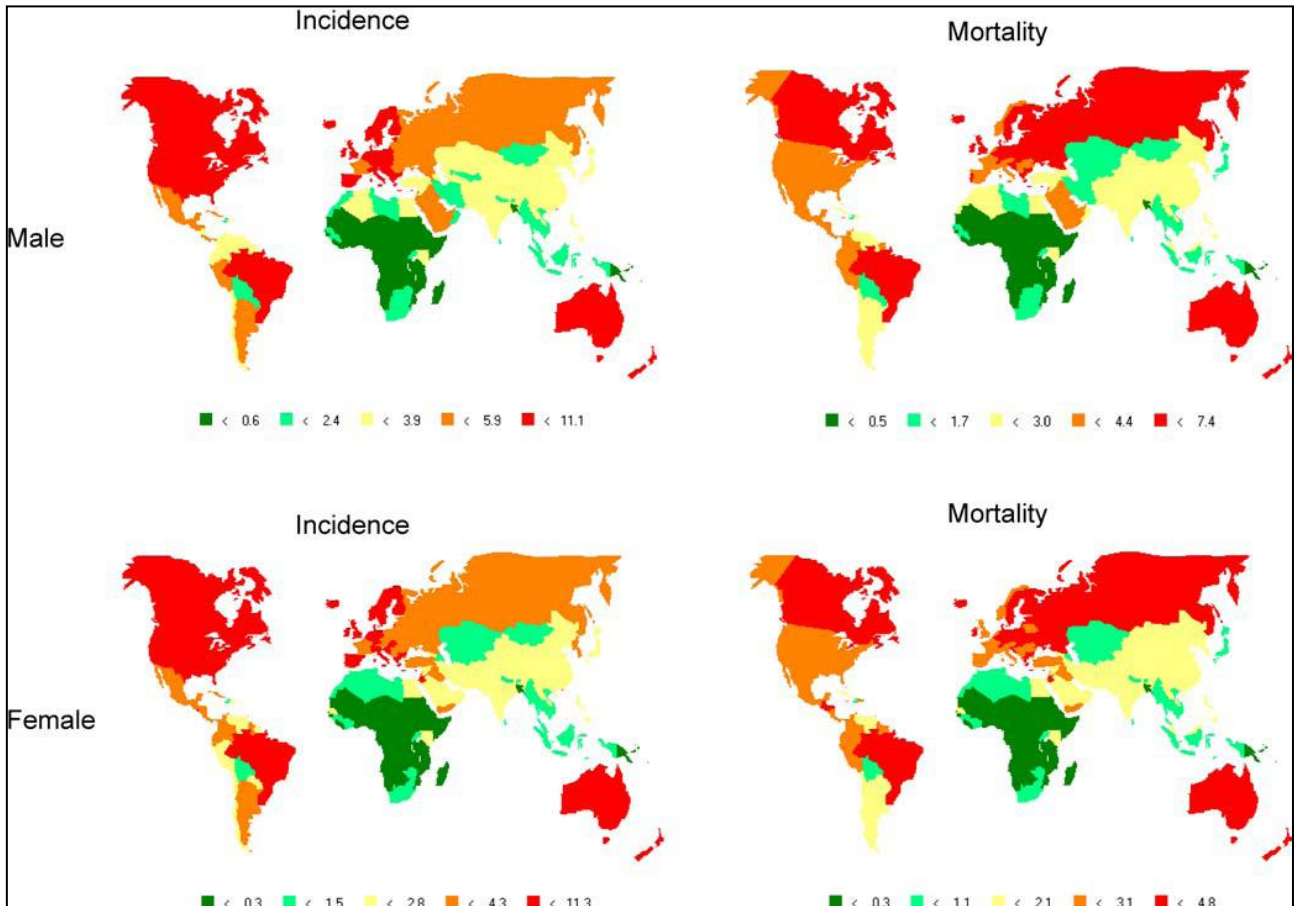 Incidence
Mortality
Male
< 0.6 < 2.4 < 3.9 < 5.9 < 11.1
< 0.5 < 1.7 < 3.0 < 4.4 < 7.4
Incidence
Mortality
Female
< 0.3 < 1.5 < 2.8 < 4.3 < 11.3
< 0.3 < 1.1 < 2.1 < 3.1 < 4.8